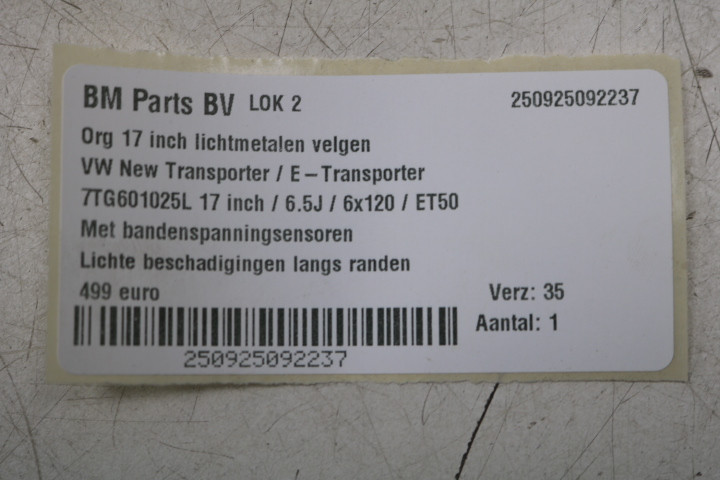 BM Parts BV LOK 2 250925092237
Org 17 inch lichtmetalen velgen
VW New Transporter / E-Transporter
7TG601025L 17 inch / 6.5J / 6x120 / ET50
Met bandenspanningsensoren
Lichte beschadigingen langs randen
499 euro Verz: 35
Aantal: 1
250925092237